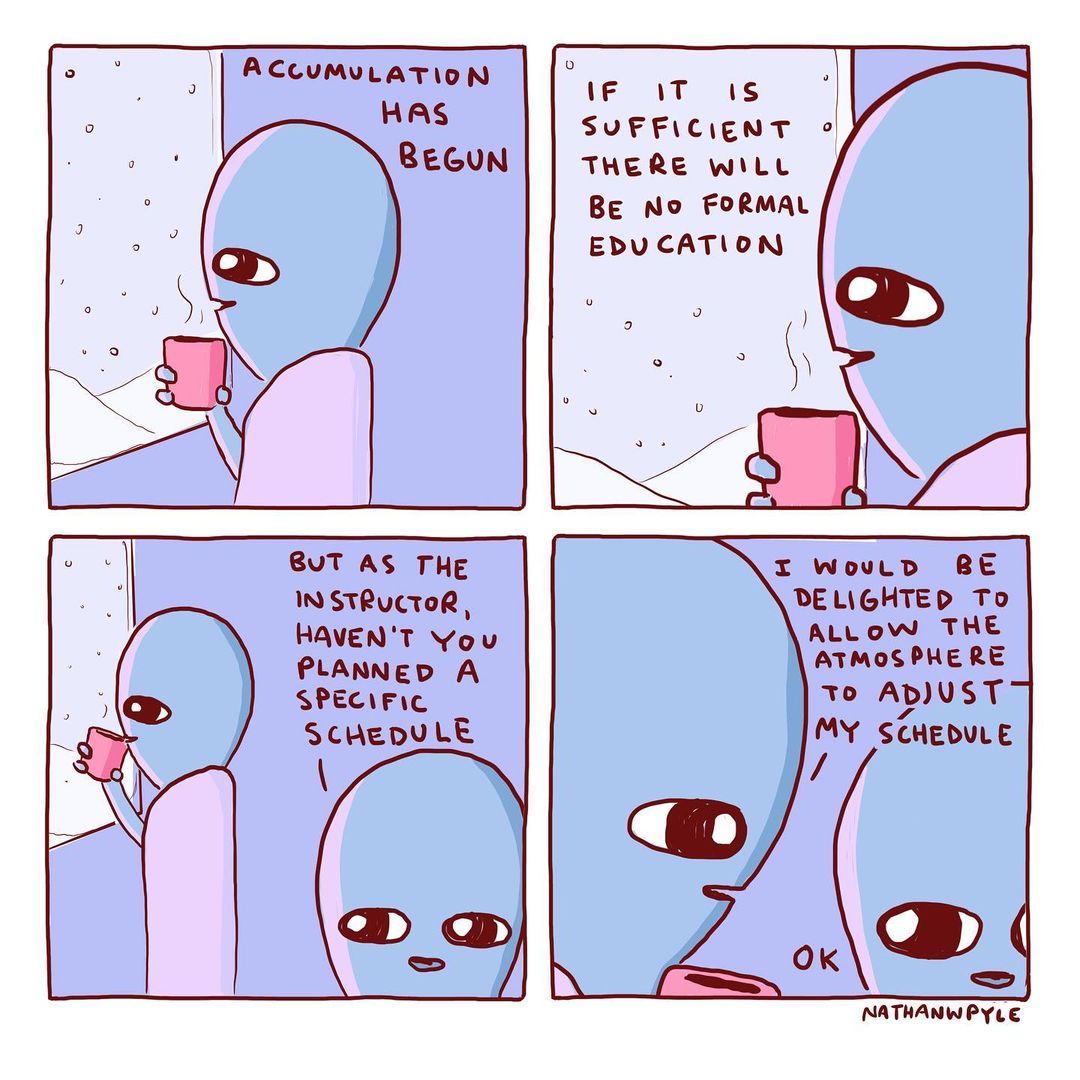 ACCUMULATION
HAS
BEGUN
IF IT IS
SUFFICIENT
THERE WILL
BE NO FORMAL
EDUCATION
BUT AS THE
INSTRUCTOR,
HAVEN'T YOU
PLANNED A
SPECIFIC
SCHEDULE
I WOULD BE
DELIGHTED TO
ALLOW THE
ATMOSPHERE
TO ADJUST
MY SCHEDULE
OK
NATHANWPYLE